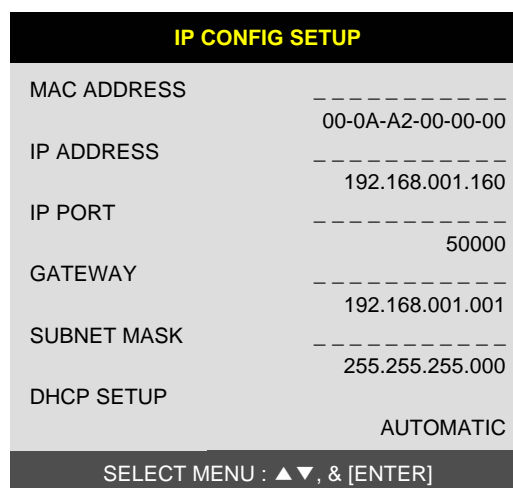 IP CONFIG SETUP
MAC ADDRESS
_ _ _ _ _ _ _ _ _ _ _
00-0A-A2-00-00-00
IP ADDRESS
_ _ _ _ _ _ _ _ _ _ _
192.168.001.160
IP PORT
_ _ _ _ _ _ _ _ _ _ _
50000
GATEWAY
_ _ _ _ _ _ _ _ _ _ _
192.168.001.001
SUBNET MASK
_ _ _ _ _ _ _ _ _ _ _
255.255.255.000
DHCP SETUP
AUTOMATIC
SELECT MENU : ▲▼, & [ENTER]